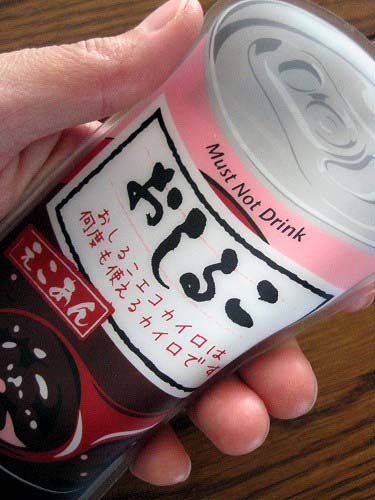 Must Not Drink
おしるこ
おしるこエコカイロは
何度も使えるカイロです
えこあん